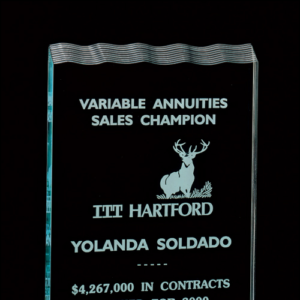 VARIABLE ANNUITIES
SALES CHAMPION
ITT HARTFORD
YOLANDA SOLDADO
-----
$4,267,000 IN CONTRACTS